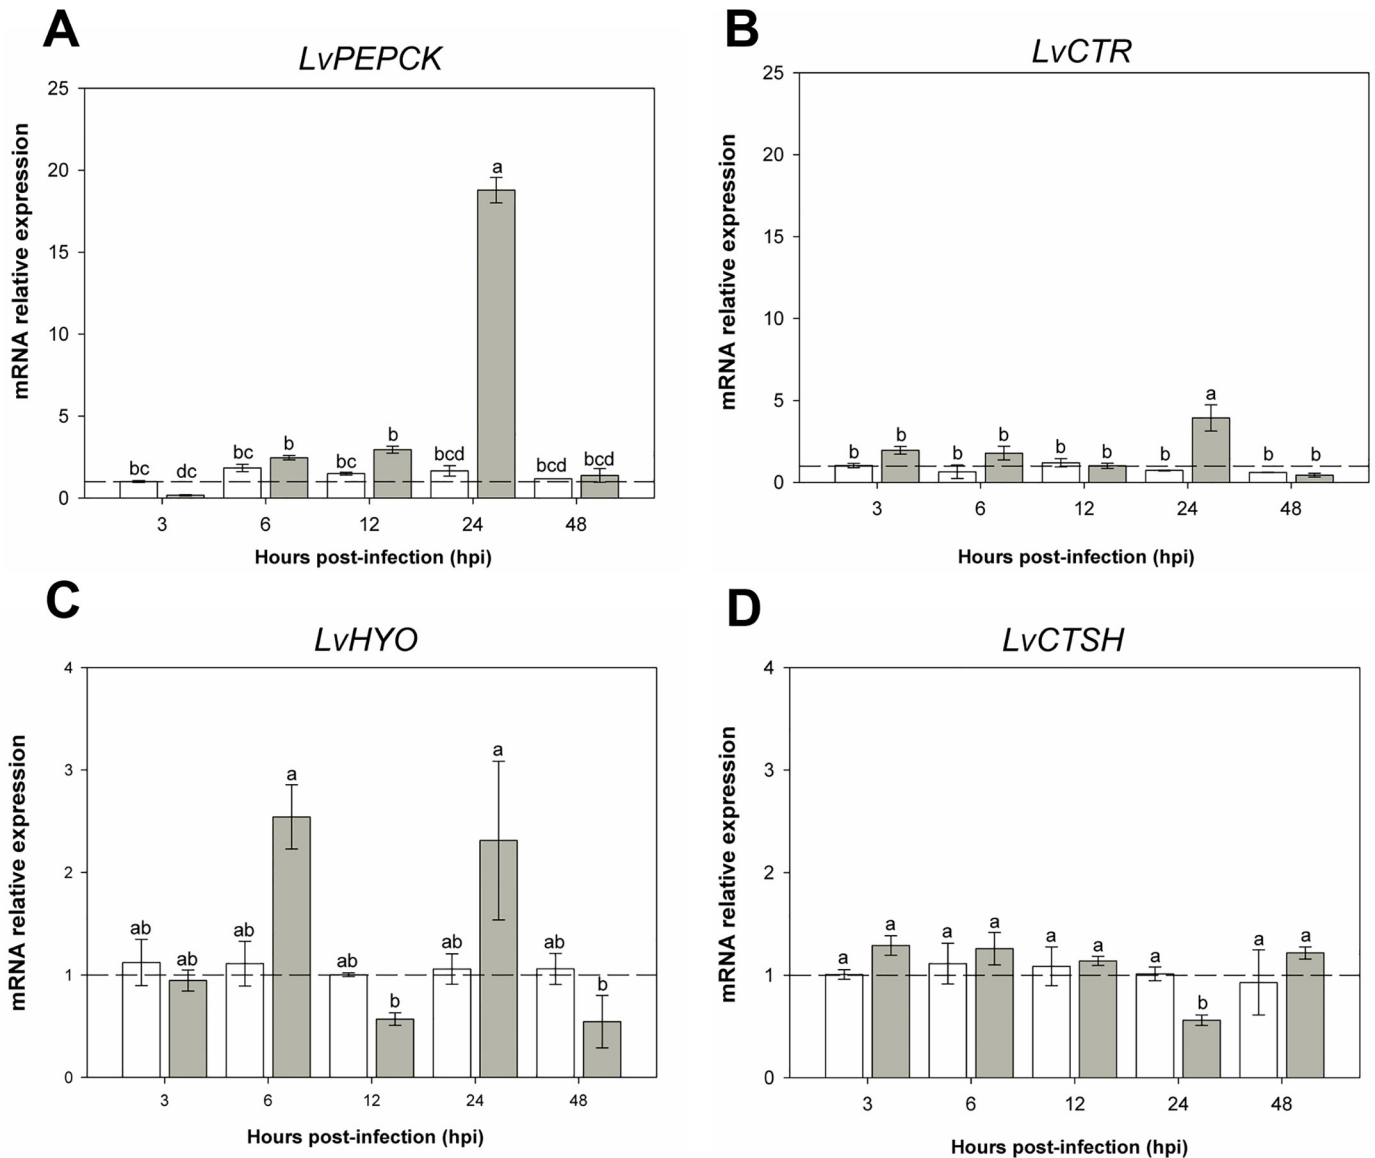 A
LvPEPCK
mRNA relative expression
25
20
15
10
5
0
bc
dc
bc
b
bc
b
bcd
a
bcd
bcd
3 6 12 24 48
Hours post-infection (hpi)
B
LvCTR
mRNA relative expression
25
20
15
10
5
0
b
b
b
b
b
b
b
a
b
b
3 6 12 24 48
Hours post-infection (hpi)
C
LvHYO
mRNA relative expression
4
3
2
1
0
ab
ab
ab
a
ab
b
ab
a
ab
b
3 6 12 24 48
Hours post-infection (hpi)
D
LvCTSH
mRNA relative expression
4
3
2
1
0
a
a
a
a
a
a
a
b
a
a
3 6 12 24 48
Hours post-infection (hpi)